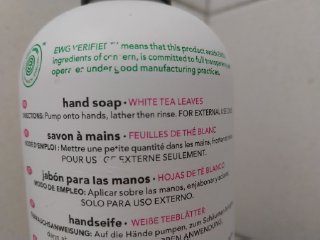 EWG VERIFIED™ means that this product avoids EWG
ingredients of concern, is committed to full transparency an
operates under good manufacturing practices.
hand soap • WHITE TEA LEAVES
DIRECTIONS: Pump onto hands, lather then rinse. FOR EXTERNAL USE ON
savon à mains • FEUILLES DE THÉ BLANC
MODE D'EMPLOI : Mettre une petite quantité dans les mains, frotter
POUR USAGE EXTERNE SEULEMENT.
jabón para las manos • HOJAS DE TÉ BLANCO
MODO DE EMPLEO: Aplicar sobre las manos, enjabonar y aclarar
SOLO PARA USO EXTERNO.
handseife • WEIßE TEEBLÄTTER
Auf die Hände pumpen, zum